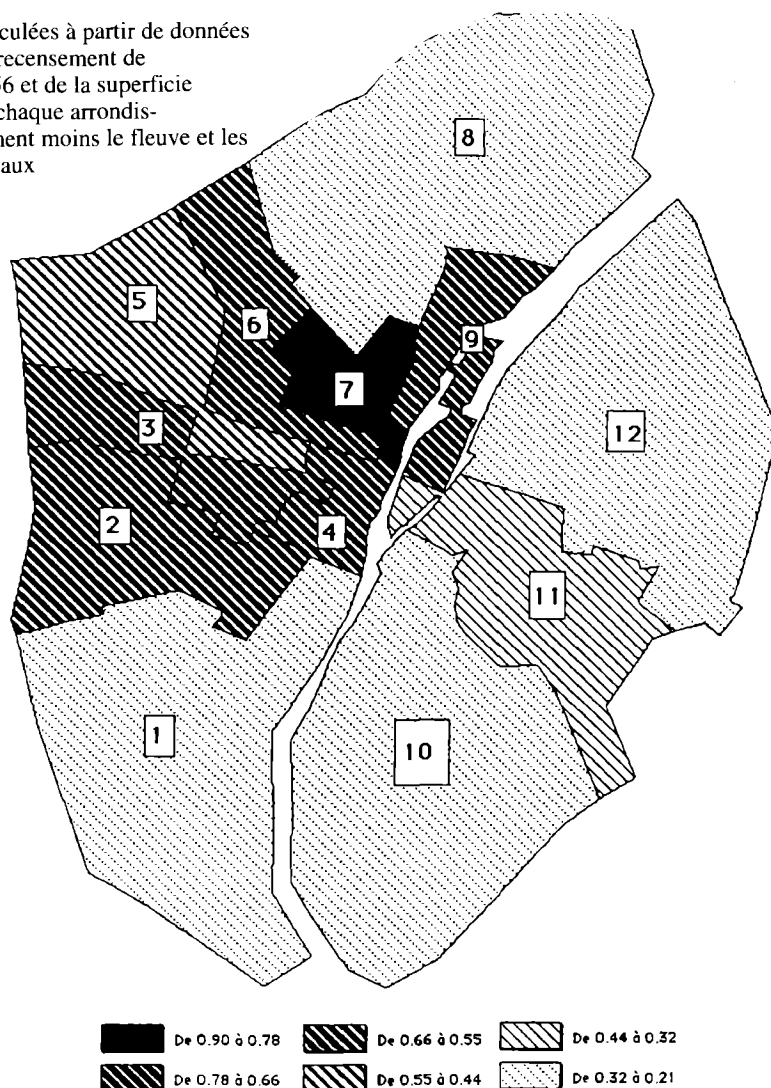 culées à partir de données
recensement de
56 et de la superficie
chaque arrondis-
ment moins le fleuve et les
aux
8
5
6
9
7
3
12
2
4
11
1
10
De 0.90 à 0.78
De 0.66 à 0.55
De 0.44 à 0.32
De 0.78 à 0.66
De 0.55 à 0.44
De 0.32 à 0.21